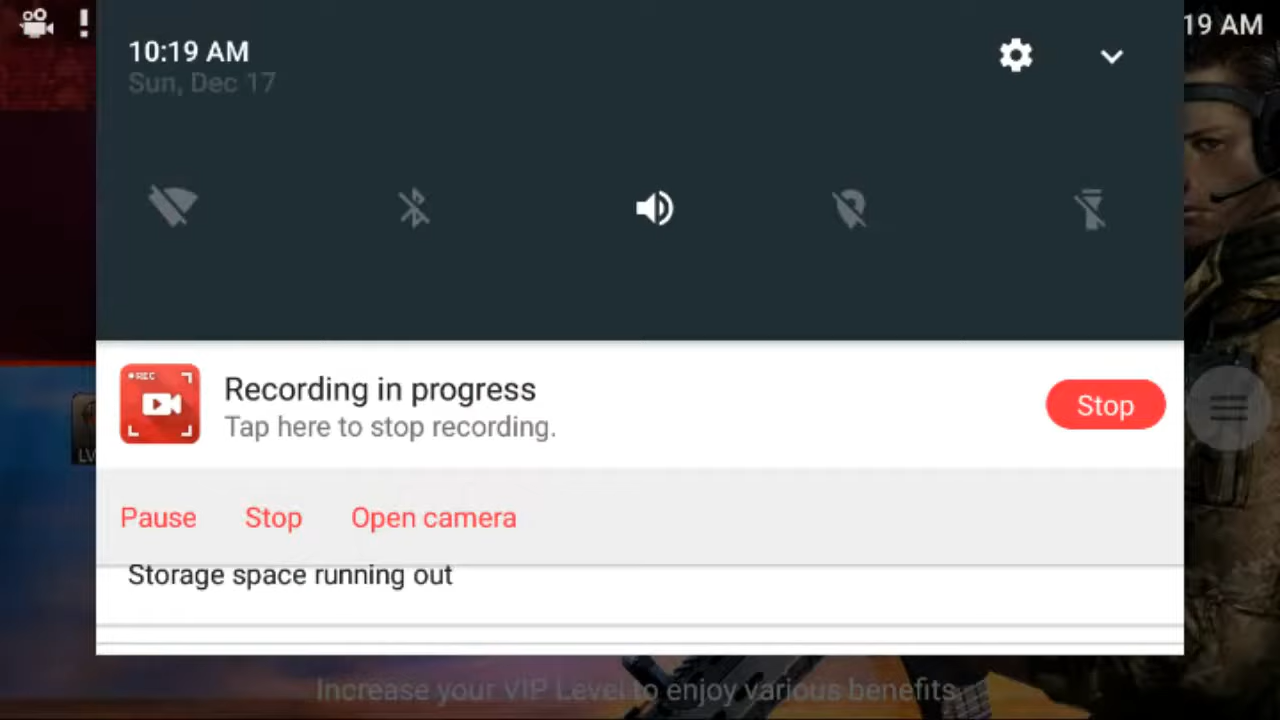 19 AM
10:19 AM
Sun, Dec 17
REC
Recording in progress
Tap here to stop recording.
Stop
LV
Pause Stop Open camera
Storage space running out
Increase your VIP Level to enjoy various benefits.